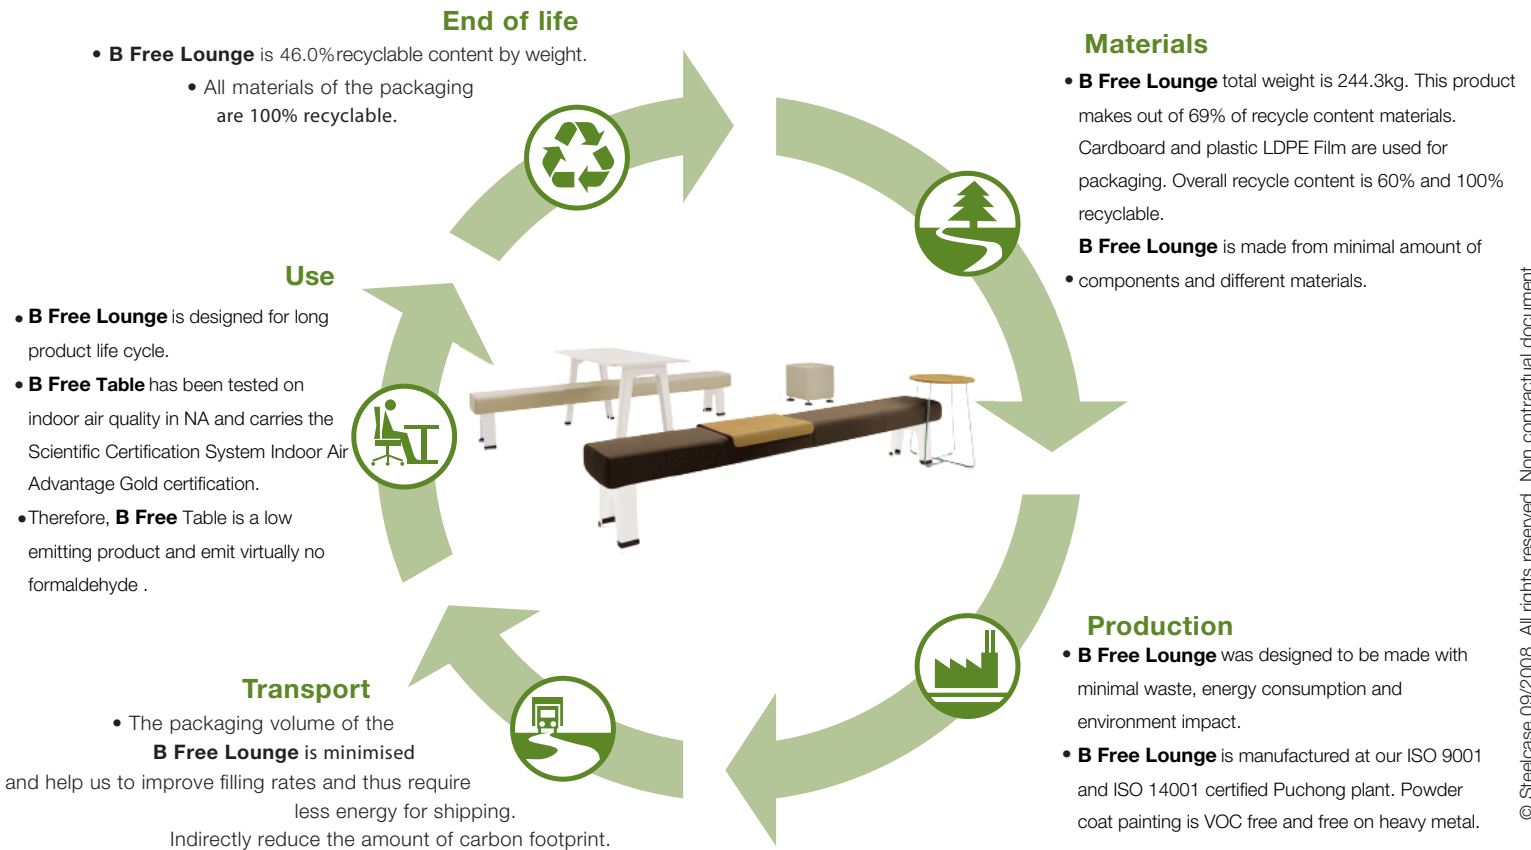 End of life
• B Free Lounge is 46.0%recyclable content by weight.
• All materials of the packaging
are 100% recyclable.
Materials
• B Free Lounge total weight is 244.3kg. This product
makes out of 69% of recycle content materials.
Cardboard and plastic LDPE Film are used for
packaging. Overall recycle content is 60% and 100%
recyclable.
B Free Lounge is made from minimal amount of
• components and different materials.
Use
• B Free Lounge is designed for long
product life cycle.
• B Free Table has been tested on
indoor air quality in NA and carries the
Scientific Certification System Indoor Air
Advantage Gold certification.
• Therefore, B Free Table is a low
emitting product and emit virtually no
formaldehyde .
Production
• B Free Lounge was designed to be made with
minimal waste, energy consumption and
environment impact.
• B Free Lounge is manufactured at our ISO 9001
and ISO 14001 certified Puchong plant. Powder
coat painting is VOC free and free on heavy metal.
Transport
• The packaging volume of the
B Free Lounge is minimised
and help us to improve filling rates and thus require
less energy for shipping.
Indirectly reduce the amount of carbon footprint.
© Steelcase 09/2008 All rights reserved Non contractual document